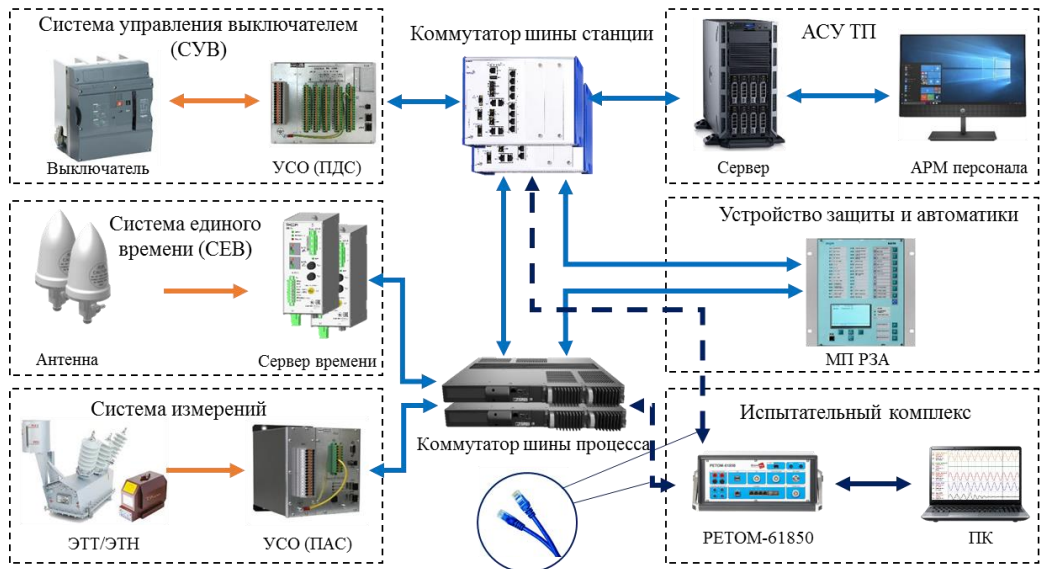 Система управления выключателем
(СУВ)
Выключатель
УСО (ПДС)
Коммутатор шины станции
АСУ ТП
Сервер
АРМ персонала
Система единого
времени (СЕВ)
Антенна
Сервер времени
Устройство защиты и автоматики
МП РЗА
Система измерений
ЭТТ/ЭТН
УСО (ПАС)
Коммутатор шины процесса
Испытательный комплекс
РЕТОМ-61850
РЕТОМ-61850
ПК